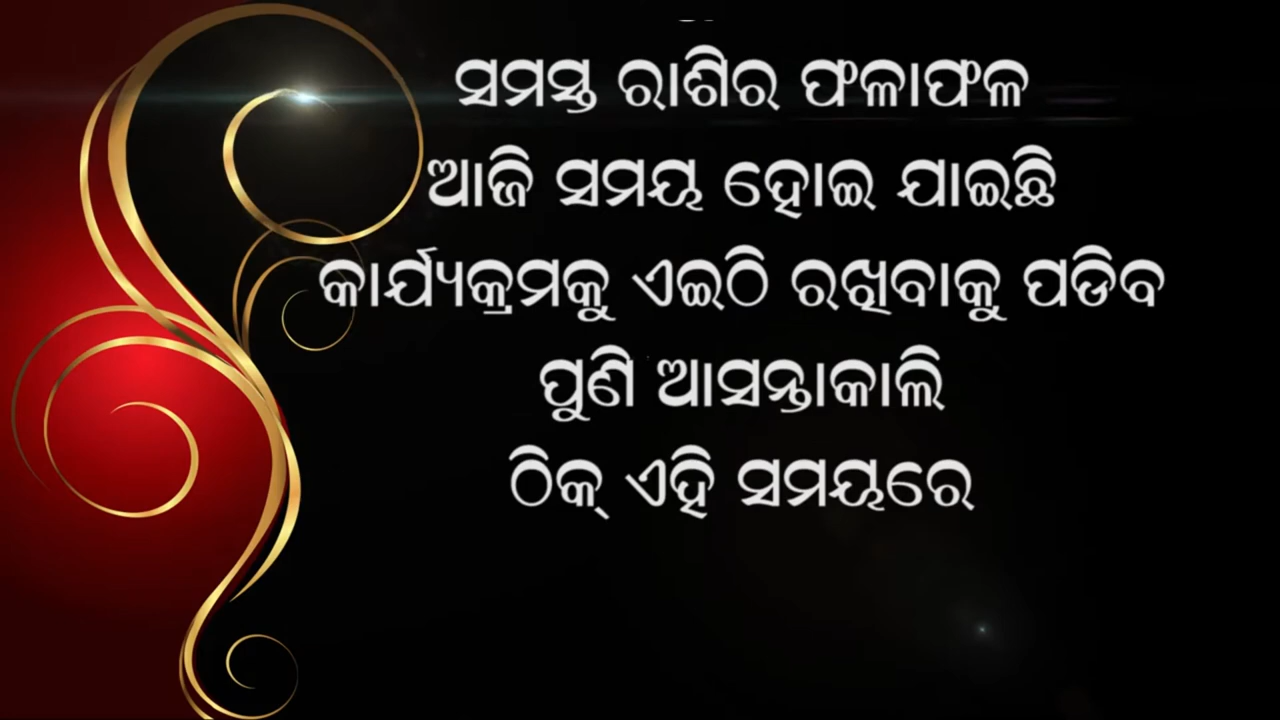 ସମସ୍ତ ରାଶିର ଫଳାଫଳ
ଆଜି ସମୟ ହୋଇ ଯାଇଛି
କାର୍ଯ୍ୟକ୍ରମକୁ ଏଇଠି ରଖିବାକୁ ପଡିବ
ପୁଣି ଆସନ୍ତାକାଲି
ଠିକ୍ ଏହି ସମୟରେ